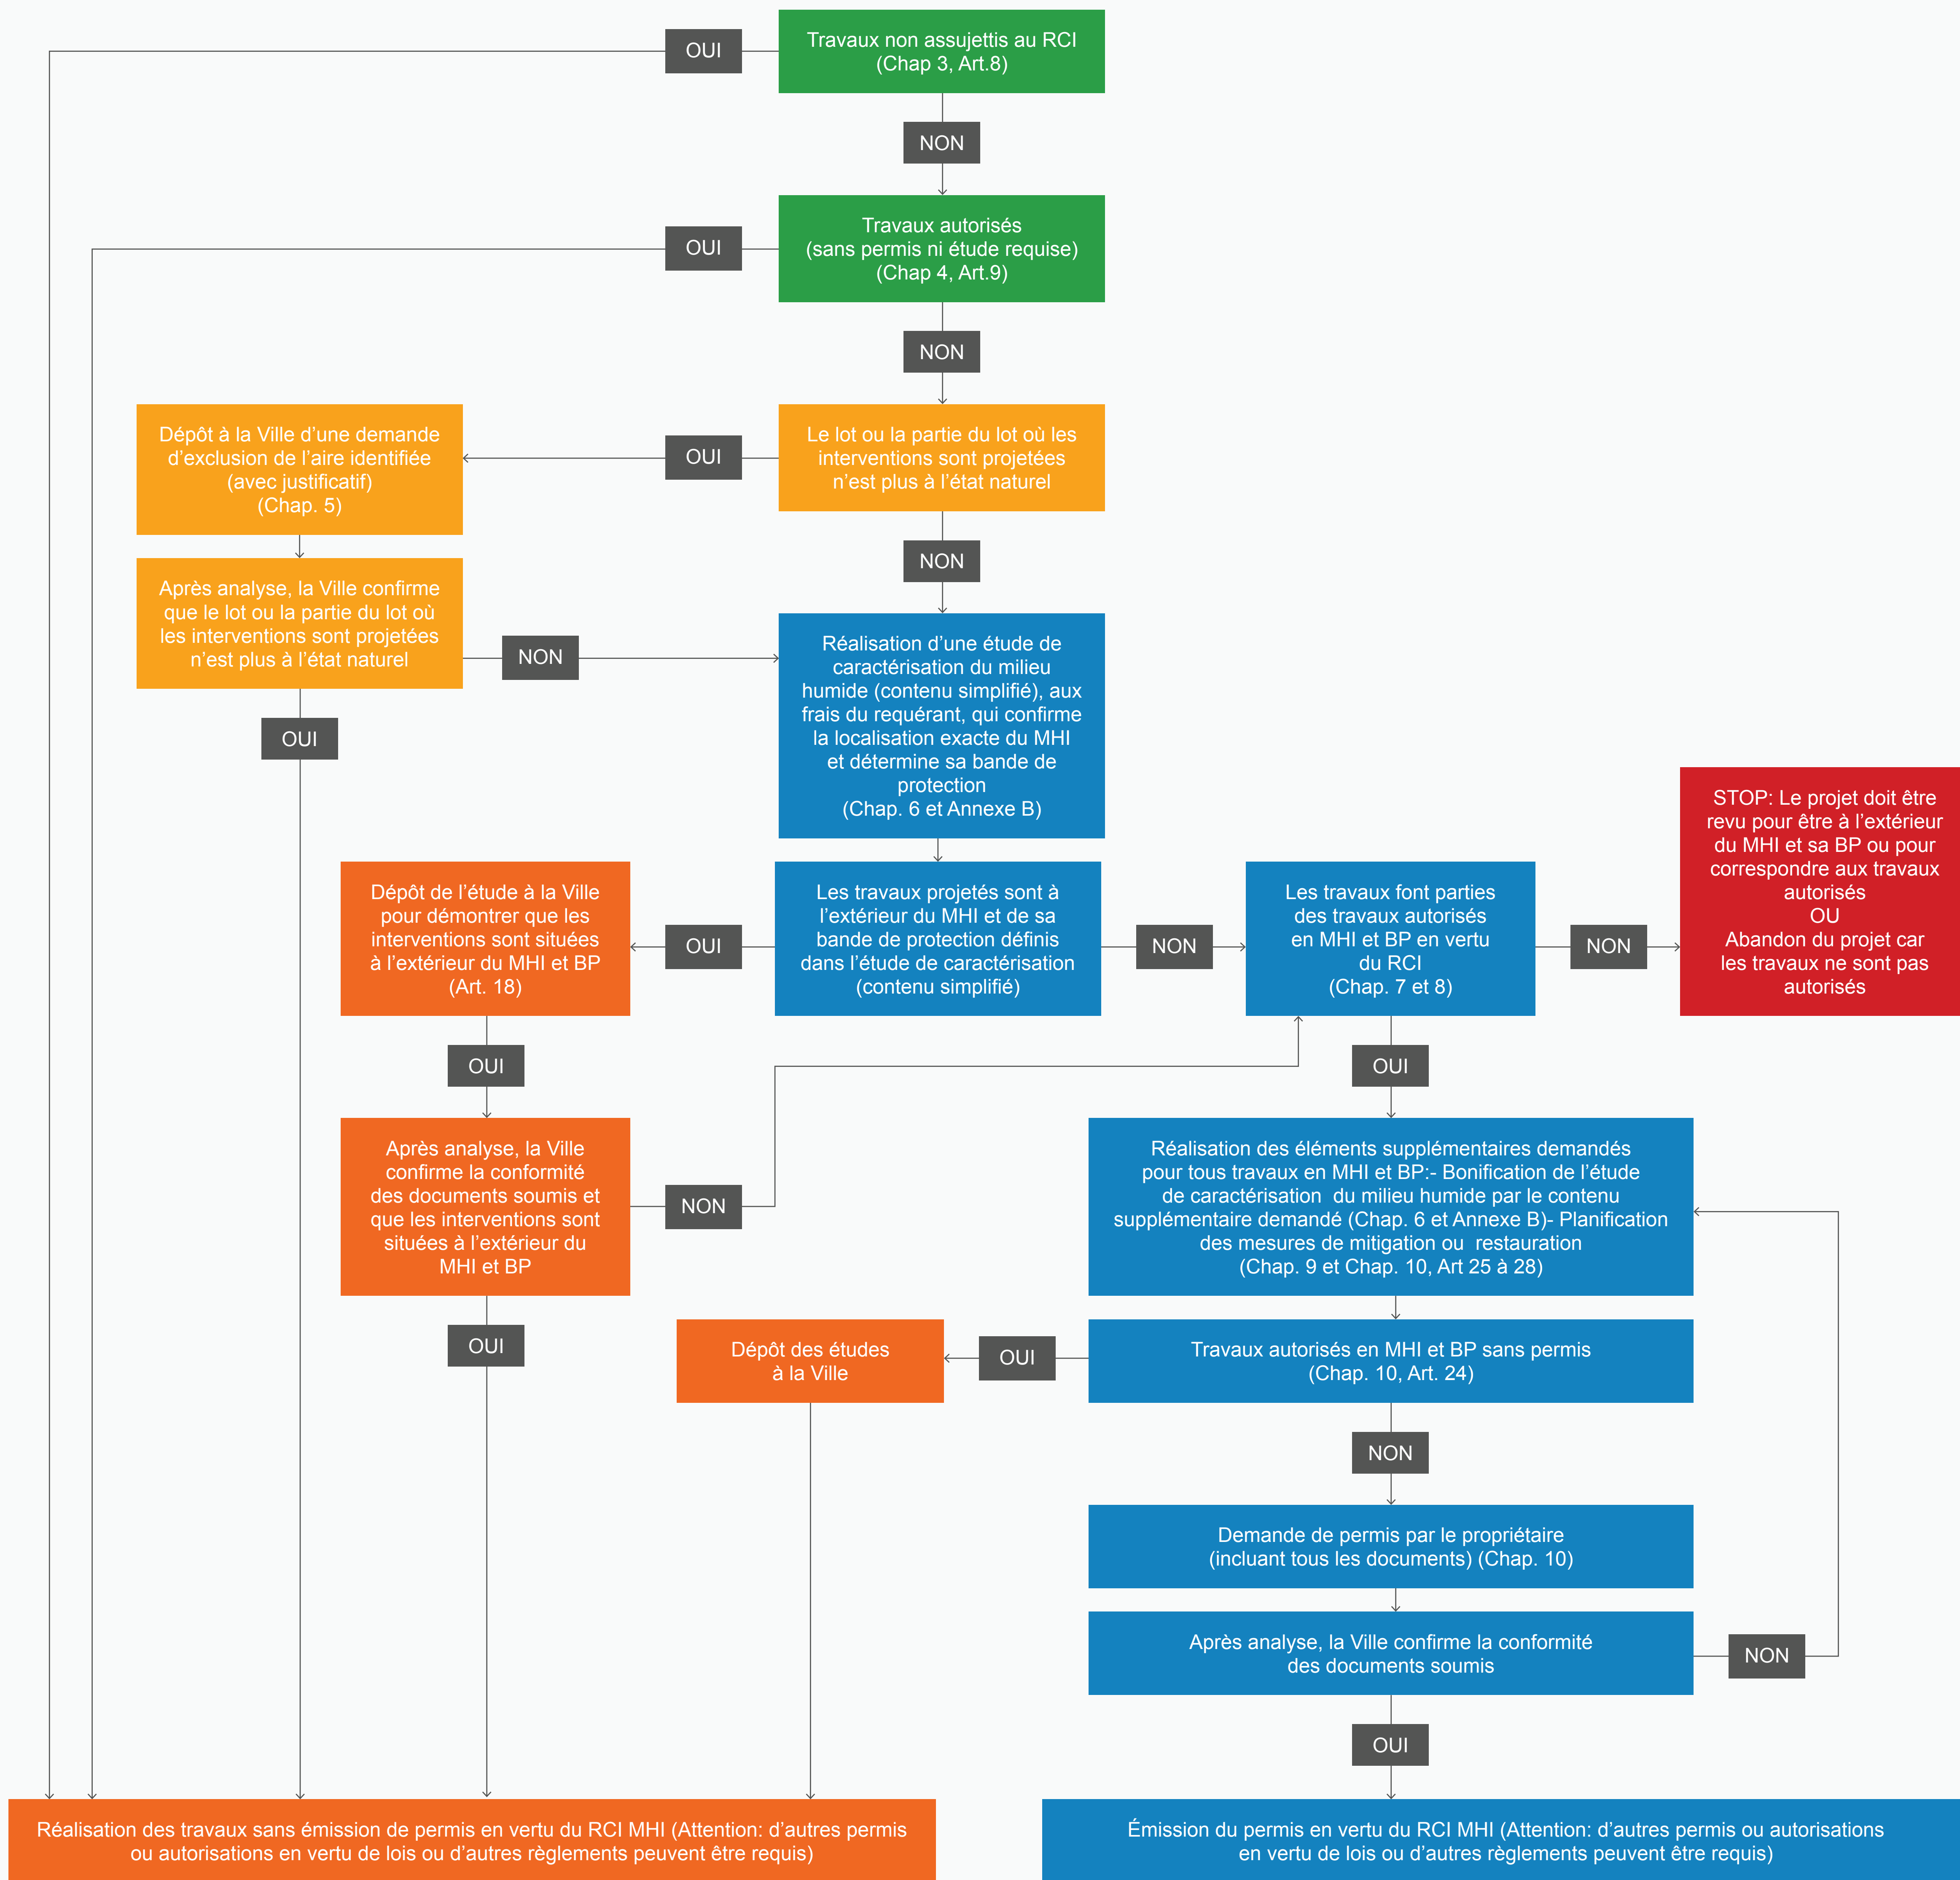 OUI
Travaux non assujettis au RCI
(Chap 3, Art.8)
NON
OUI
Travaux autorisés
(sans permis ni étude requise)
(Chap 4, Art.9)
NON
Dépôt à la Ville d’une demande
d’exclusion de l’aire identifiée
(avec justificatif)
(Chap. 5)
OUI
Le lot ou la partie du lot où les
interventions sont projetées
n’est plus à l’état naturel
NON
Après analyse, la Ville confirme
que le lot ou la partie du lot où
les interventions sont projetées
n’est plus à l’état naturel
NON
OUI
Réalisation d’une étude de
caractérisation du milieu
humide (contenu simplifié), aux
frais du requérant, qui confirme
la localisation exacte du MHI
et détermine sa bande de
protection
(Chap. 6 et Annexe B)
Dépôt de l’étude à la Ville
pour démontrer que les
interventions sont situées
à l’extérieur du MHI et BP
(Art. 18)
OUI
Les travaux projetés sont à
l’extérieur du MHI et de sa
bande de protection définis
dans l’étude de caractérisation
(contenu simplifié)
NON
Les travaux font parties
des travaux autorisés
en MHI et BP en vertu
du RCI
(Chap. 7 et 8)
NON
STOP: Le projet doit être
revu pour être à l’extérieur
du MHI et sa BP ou pour
correspondre aux travaux
autorisés
OU
Abandon du projet car
les travaux ne sont pas
autorisés
OUI
OUI
Après analyse, la Ville
confirme la conformité
des documents soumis et
que les interventions sont
situées à l’extérieur du
MHI et BP
NON
Réalisation des éléments supplémentaires demandés
pour tous travaux en MHI et BP:- Bonification de l’étude
de caractérisation  du milieu humide par le contenu
supplémentaire demandé (Chap. 6 et Annexe B)- Planification
des mesures de mitigation ou  restauration
(Chap. 9 et Chap. 10, Art 25 à 28)
OUI
Dépôt des études
à la Ville
OUI
Travaux autorisés en MHI et BP sans permis
(Chap. 10, Art. 24)
NON
Demande de permis par le propriétaire
(incluant tous les documents) (Chap. 10)
Après analyse, la Ville confirme la conformité
des documents soumis
NON
OUI
Réalisation des travaux sans émission de permis en vertu du RCI MHI (Attention: d’autres permis
ou autorisations en vertu de lois ou d’autres règlements peuvent être requis)
Émission du permis en vertu du RCI MHI (Attention: d’autres permis ou autorisations
en vertu de lois ou d’autres règlements peuvent être requis)